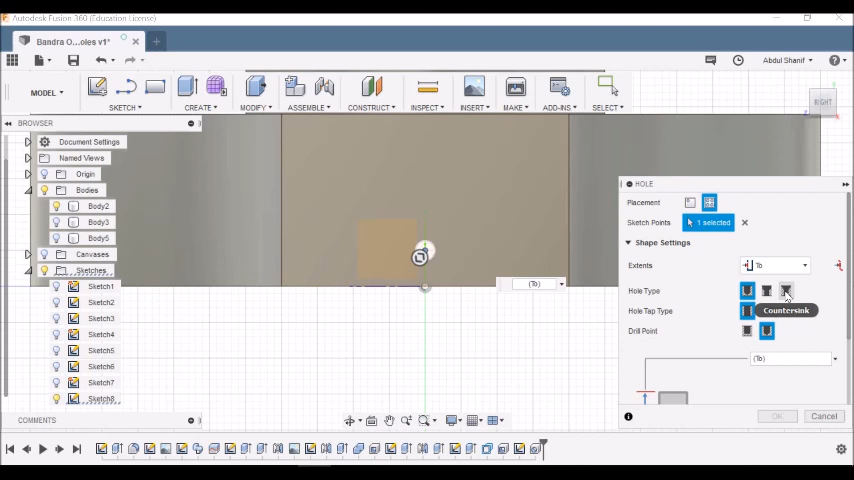 Autodesk Fusion 360 (Education License)
Bandra O...oles v1*
Abdul Shanif
MODEL
SKETCH
CREATE
MODIFY
ASSEMBLE
CONSTRUCT
INSPECT
INSERT
MAKE
ADD-INS
SELECT
RIGHT
BROWSER
Document Settings
Named Views
Origin
Bodies
Body2
Body3
Body5
Canvases
Sketches
Sketch1
Sketch2
Sketch3
Sketch4
Sketch5
Sketch6
Sketch7
Sketch8
(To)
HOLE
Placement
Sketch Points 1 selected
Shape Settings
Extents To
Hole Type
Countersink
Hole Tap Type
Drill Point
(To)
OK Cancel
COMMENTS